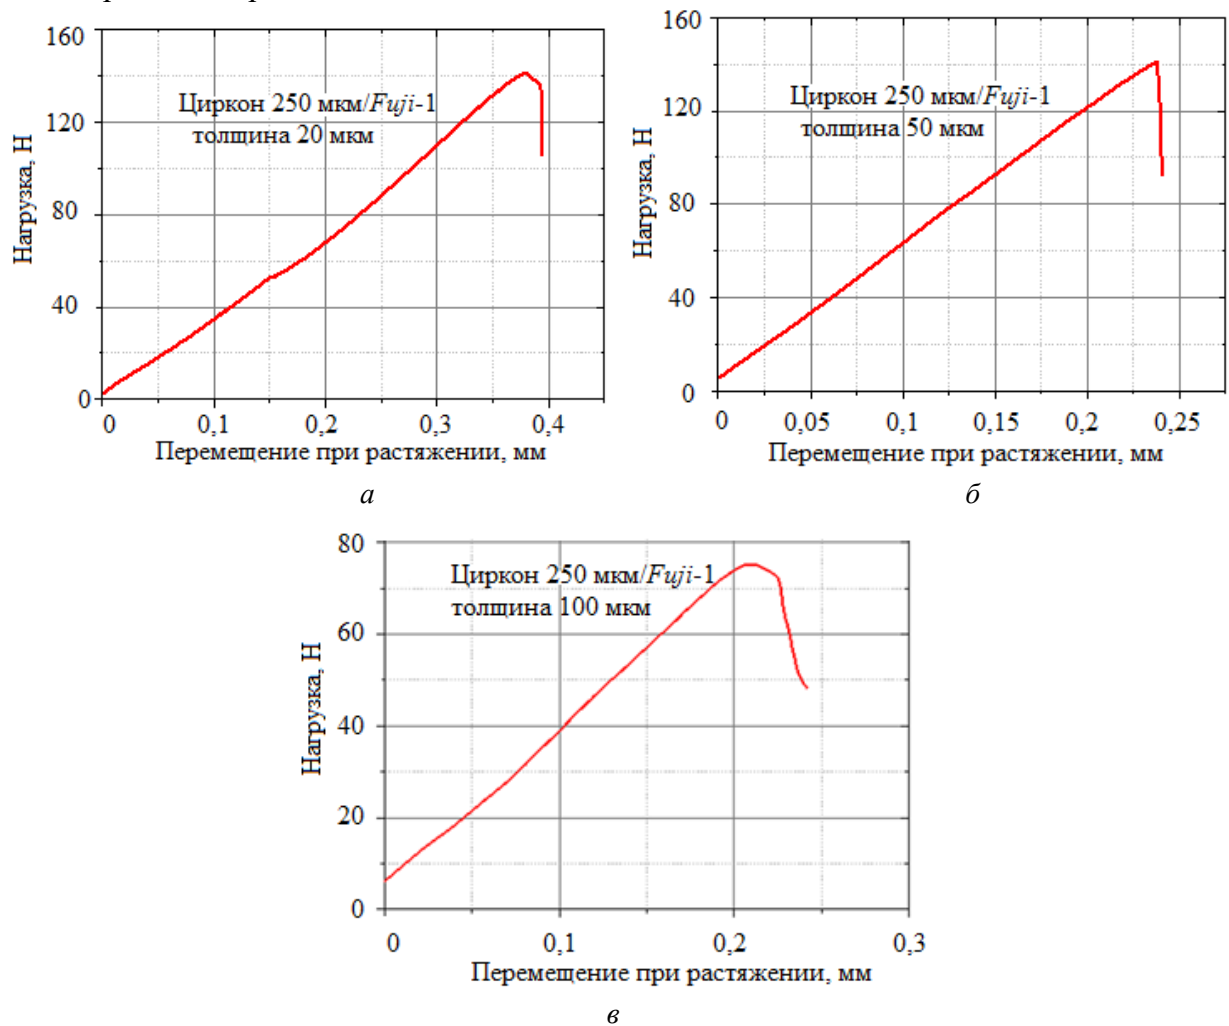 160
120
80
40
0
Нагрузка, Н
Циркон 250 мкм/Fuji-1
толщина 20 мкм
0 0,1 0,2 0,3 0,4
Перемещение при растяжении, мм
а
160
120
80
40
0
Нагрузка, Н
Циркон 250 мкм/Fuji-1
толщина 50 мкм
0 0,05 0,1 0,15 0,2 0,25
Перемещение при растяжении, мм
б
80
60
40
20
0
Нагрузка, Н
Циркон 250 мкм/Fuji-1
толщина 100 мкм
0 0,1 0,2 0,3
Перемещение при растяжении, мм
в